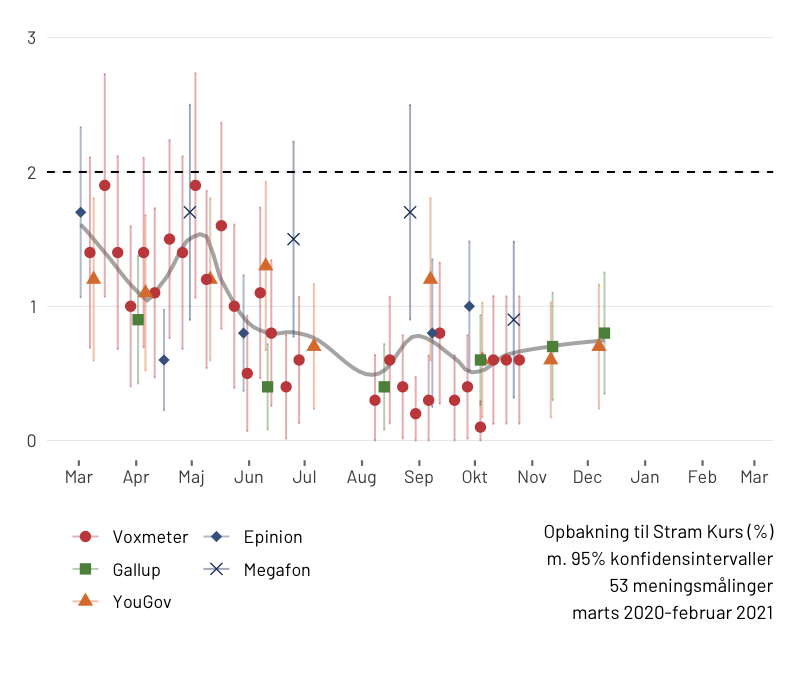 3
2
1
0
Mar Apr Maj Jun Jul Aug Sep Okt Nov Dec Jan Feb Mar
Voxmeter Epinion
Gallup Megafon
YouGov
Opbakning til Stram Kurs (%)
m. 95% konfidensintervaller
53 meningsmålinger
marts 2020-februar 2021